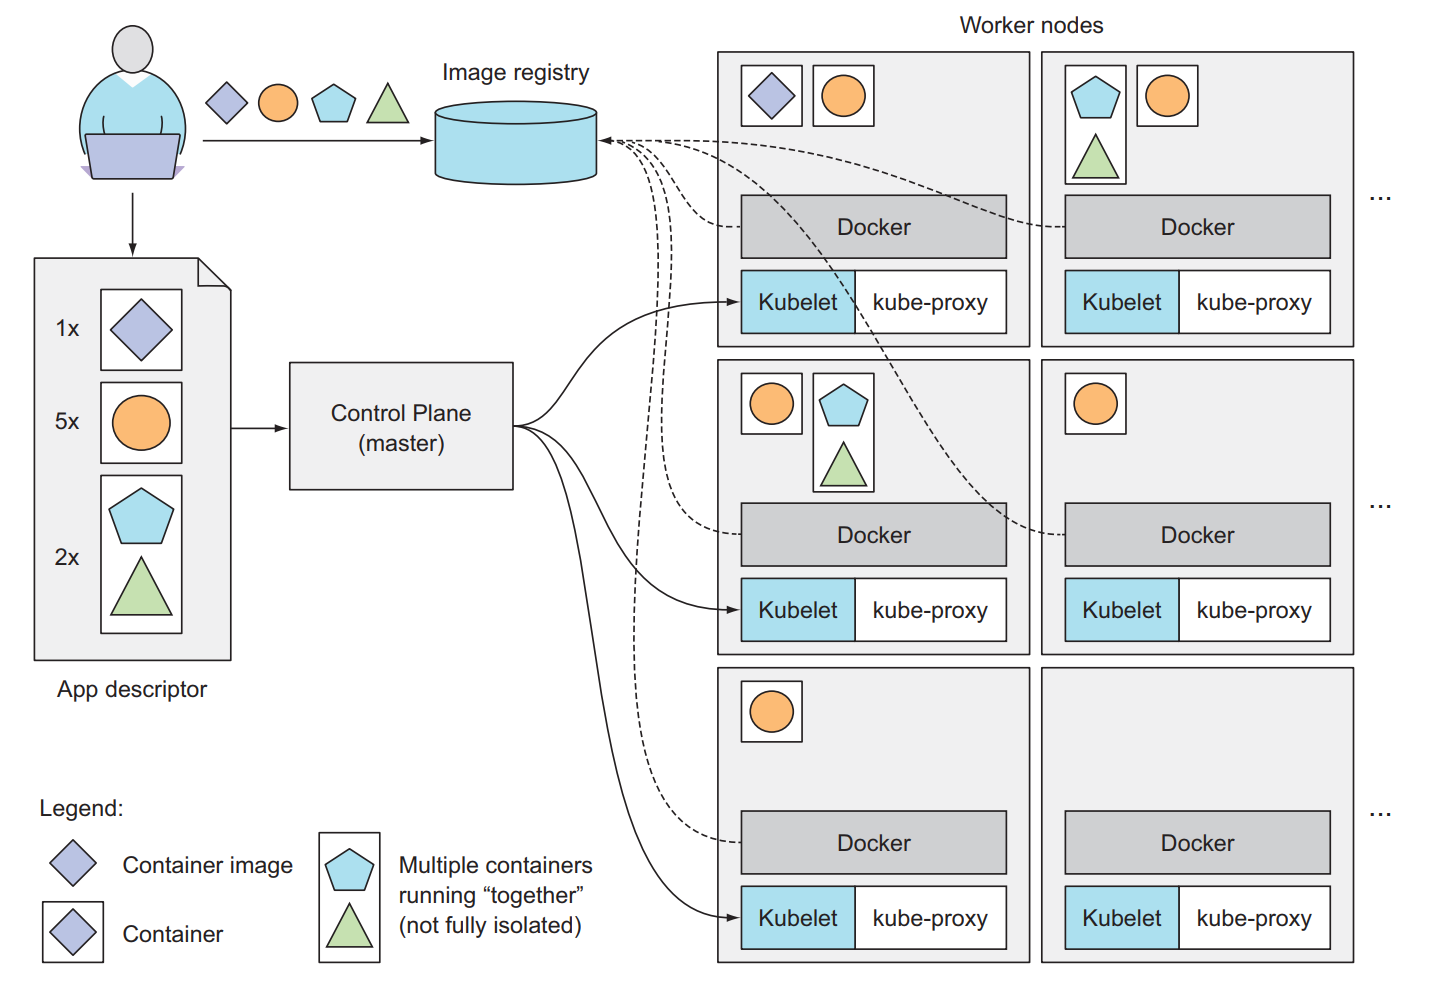 Worker nodes
Image registry
Docker
Kubelet
kube-proxy
Docker
Kubelet
kube-proxy
...
1x
5x
2x
App descriptor
Control Plane
(master)
Docker
Kubelet
kube-proxy
Docker
Kubelet
kube-proxy
...
Docker
Kubelet
kube-proxy
Docker
Kubelet
kube-proxy
...
Legend:
Container image
Container
Multiple containers
running “together”
(not fully isolated)